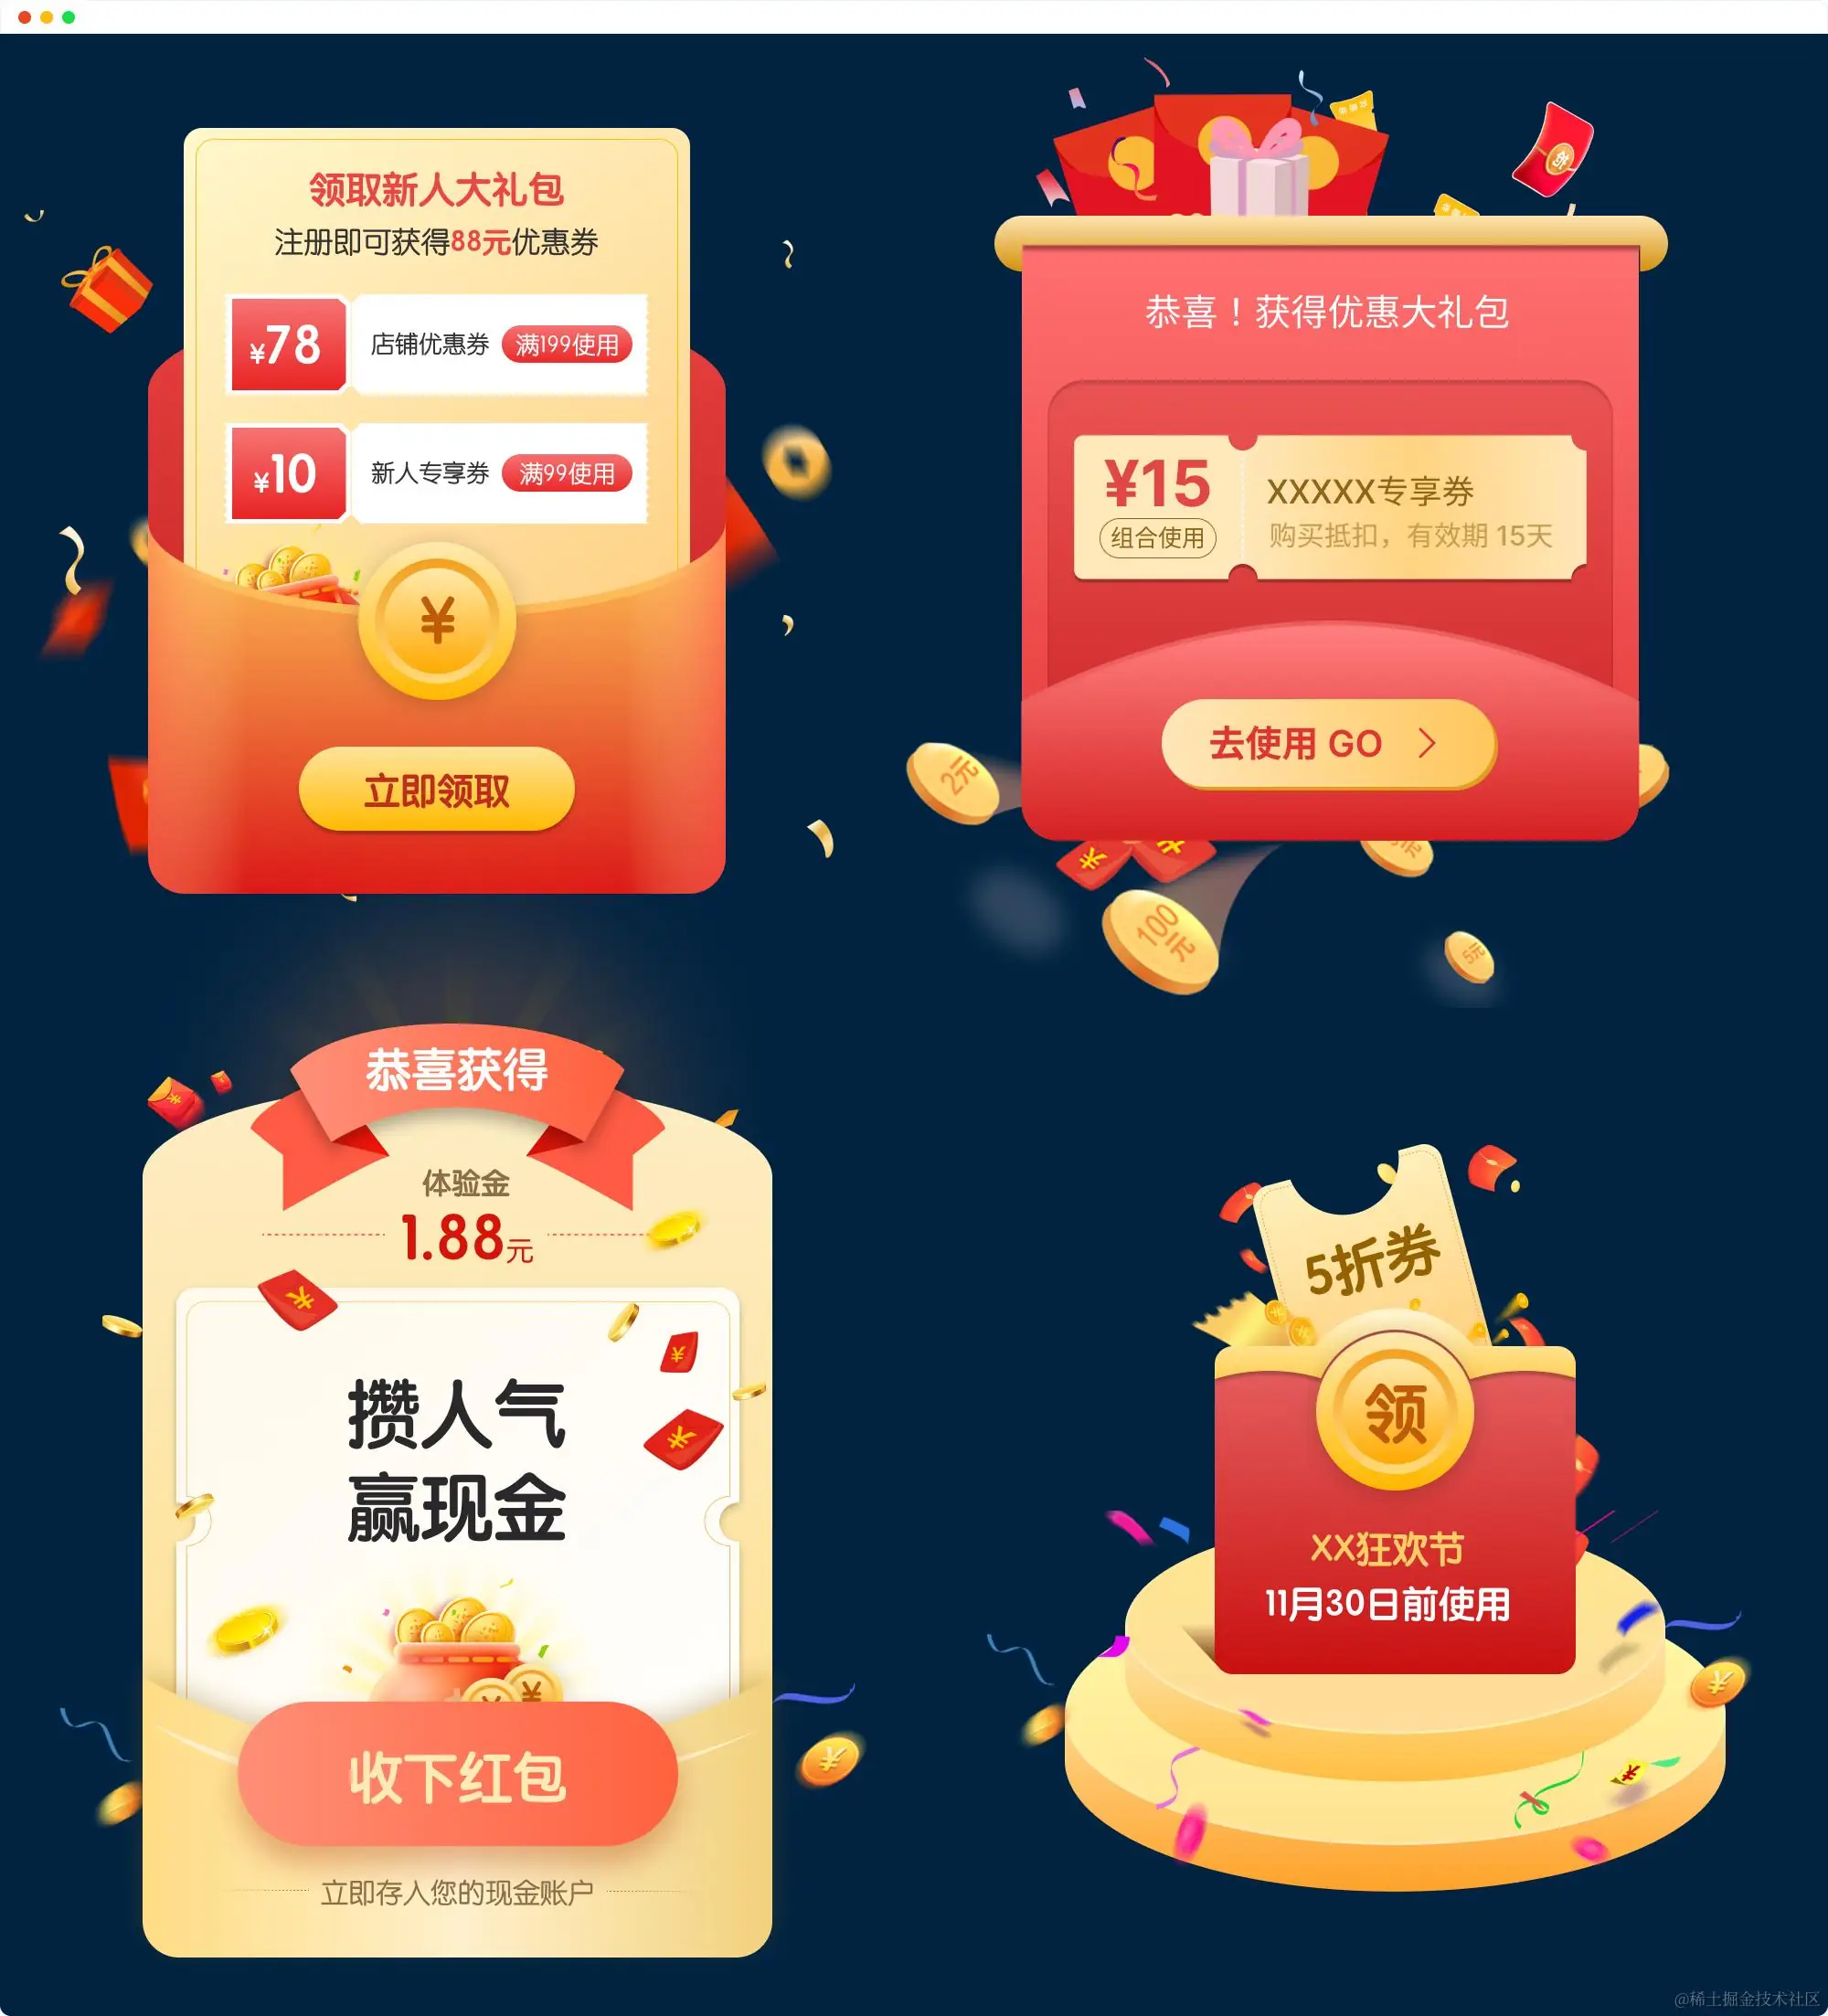 领取新人大礼包
注册即可获得88元优惠券
¥78 店铺优惠券 满199使用
¥10 新人专享券 满99使用
¥
立即领取
恭喜！获得优惠大礼包
¥15
组合使用
XXXXX专享券
购买抵扣，有效期 15天
去使用 GO
2元
100元
5元
恭喜获得
体验金
1.88元
攒人气
赢现金
收下红包
立即存入您的现金账户
5折券
领
XX狂欢节
11月30日前使用
@稀土掘金技术社区